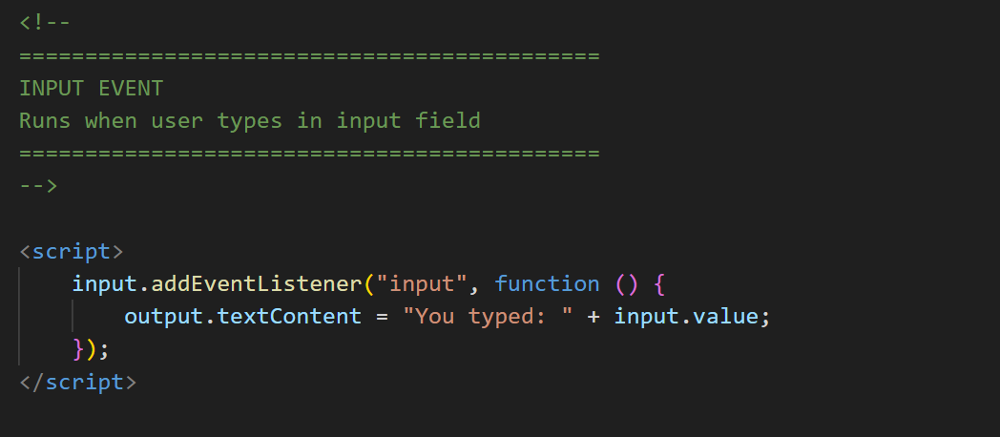 <!--
============================================
INPUT EVENT
Runs when user types in input field
============================================
-->
<script>
    input.addEventListener("input", function () {
        output.textContent = "You typed: " + input.value;
    });
</script>